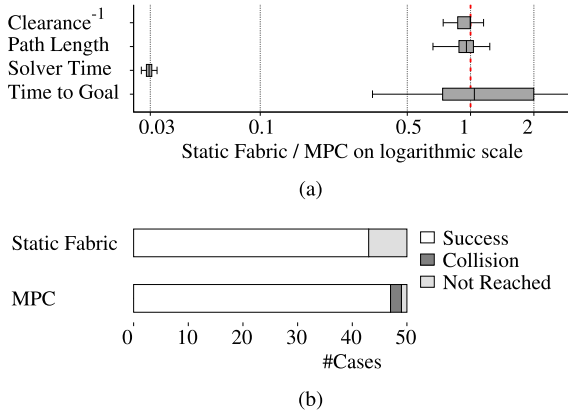 Clearance⁻¹
Path Length
Solver Time
Time to Goal
0.03 0.1 0.5 1 2
Static Fabric / MPC on logarithmic scale
(a)
Static Fabric
MPC
Success
Collision
Not Reached
0 10 20 30 40 50
#Cases
(b)